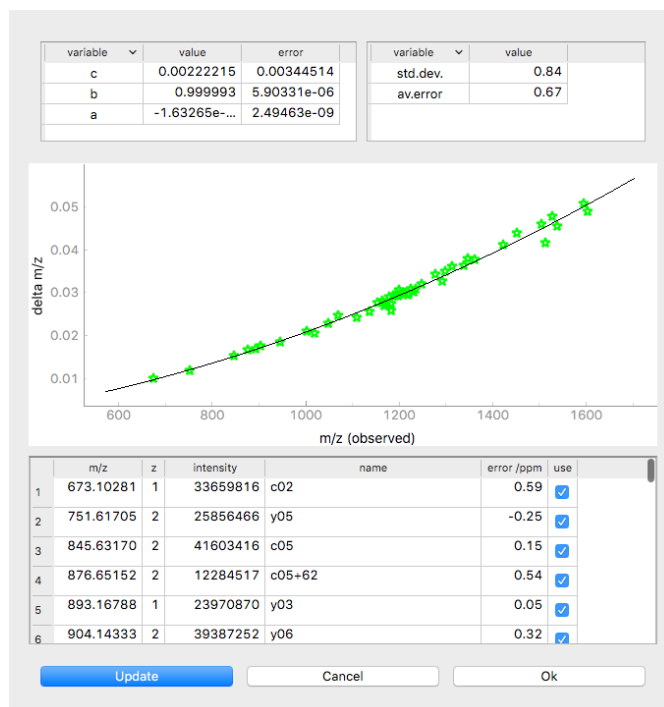 variable value error
c 0.00222215 0.00344514
b 0.999993 5.90331e-06
a -1.63265e-... 2.49463e-09
variable value
std.dev. 0.84
av.error 0.67
0.05
0.04
0.03
0.02
0.01
delta m/z
600 800 1000 1200 1400 1600
m/z (observed)
m/z z intensity name error /ppm use
1 673.10281 1 33659816 c02 0.59
2 751.61705 2 25856466 y05 -0.25
3 845.63170 2 41603416 c05 0.15
4 876.65152 2 12284517 c05+62 0.54
5 893.16788 1 23970870 y03 0.05
6 904.14333 2 39387252 y06 0.32
Update Cancel Ok